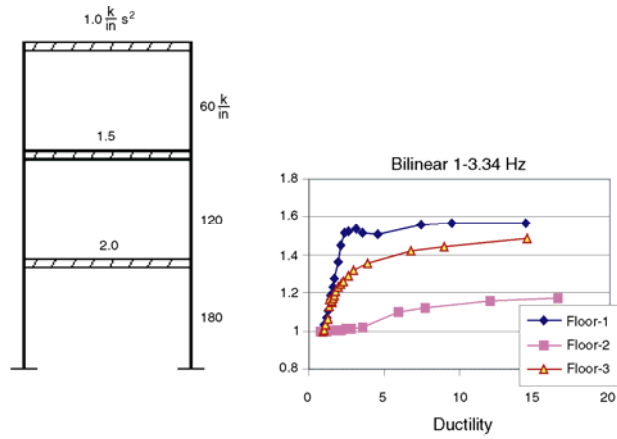 1.0 k/in s²
60 k/in
1.5
120
2.0
180
Bilinear 1-3.34 Hz
1.8
1.6
1.4
1.2
1
0.8
0 5 10 15 20
Ductility
Floor-1
Floor-2
Floor-3